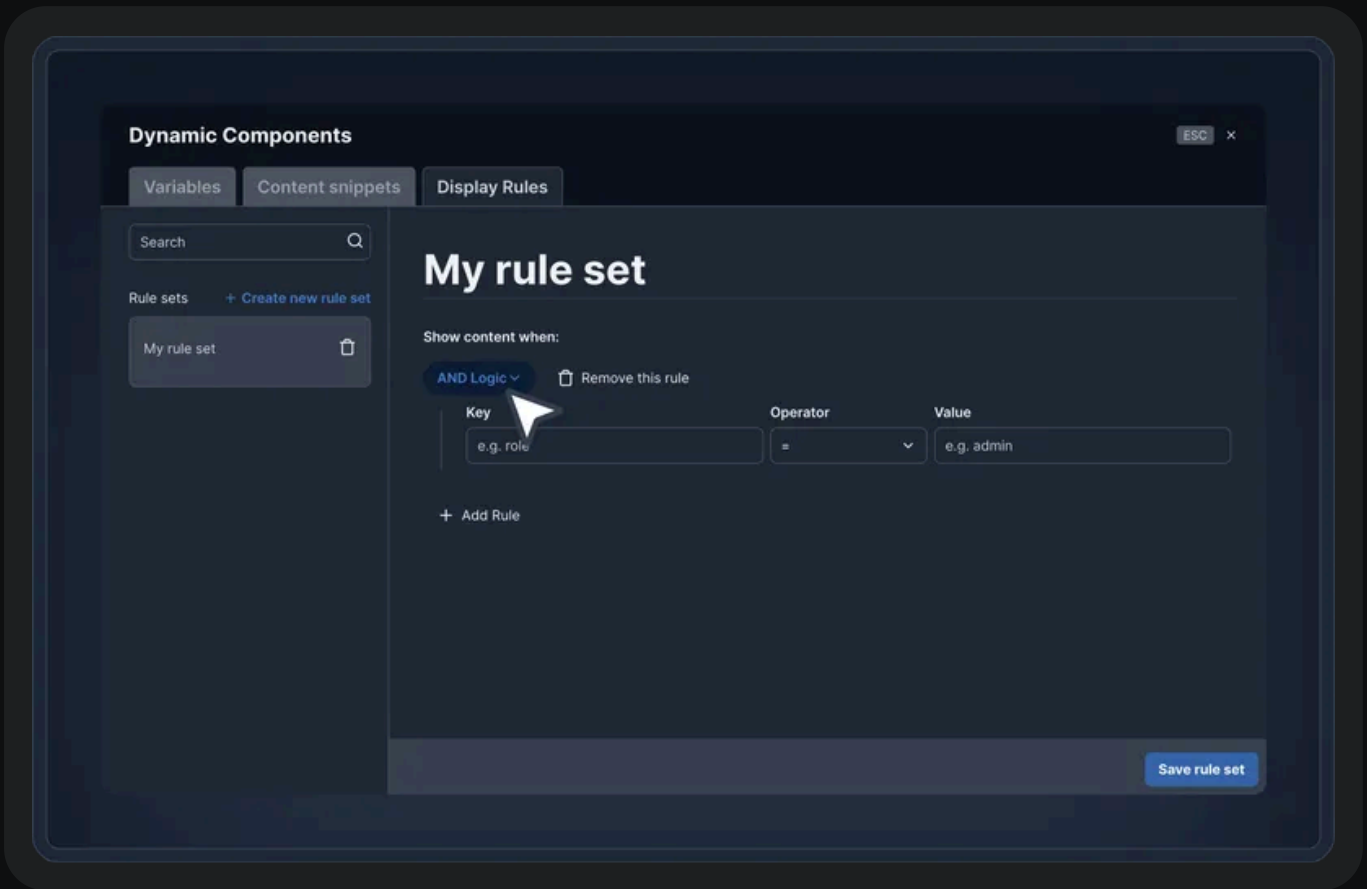 Dynamic Components
ESC
Variables
Content snippets
Display Rules
Search
Rule sets
+ Create new rule set
My rule set
My rule set
Show content when:
AND Logic
Remove this rule
Key
Operator
Value
e.g. role
=
e.g. admin
+ Add Rule
Save rule set